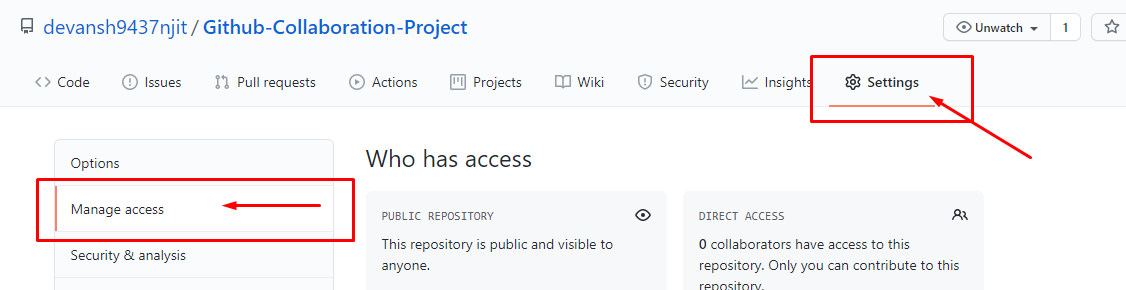 devansh9437njit / Github-Collaboration-Project
Unwatch 1
Code Issues Pull requests Actions Projects Wiki Security Insights Settings
Options
Manage access
Security & analysis
Who has access
PUBLIC REPOSITORY
This repository is public and visible to
anyone.
DIRECT ACCESS
0 collaborators have access to this
repository. Only you can contribute to this
repository.